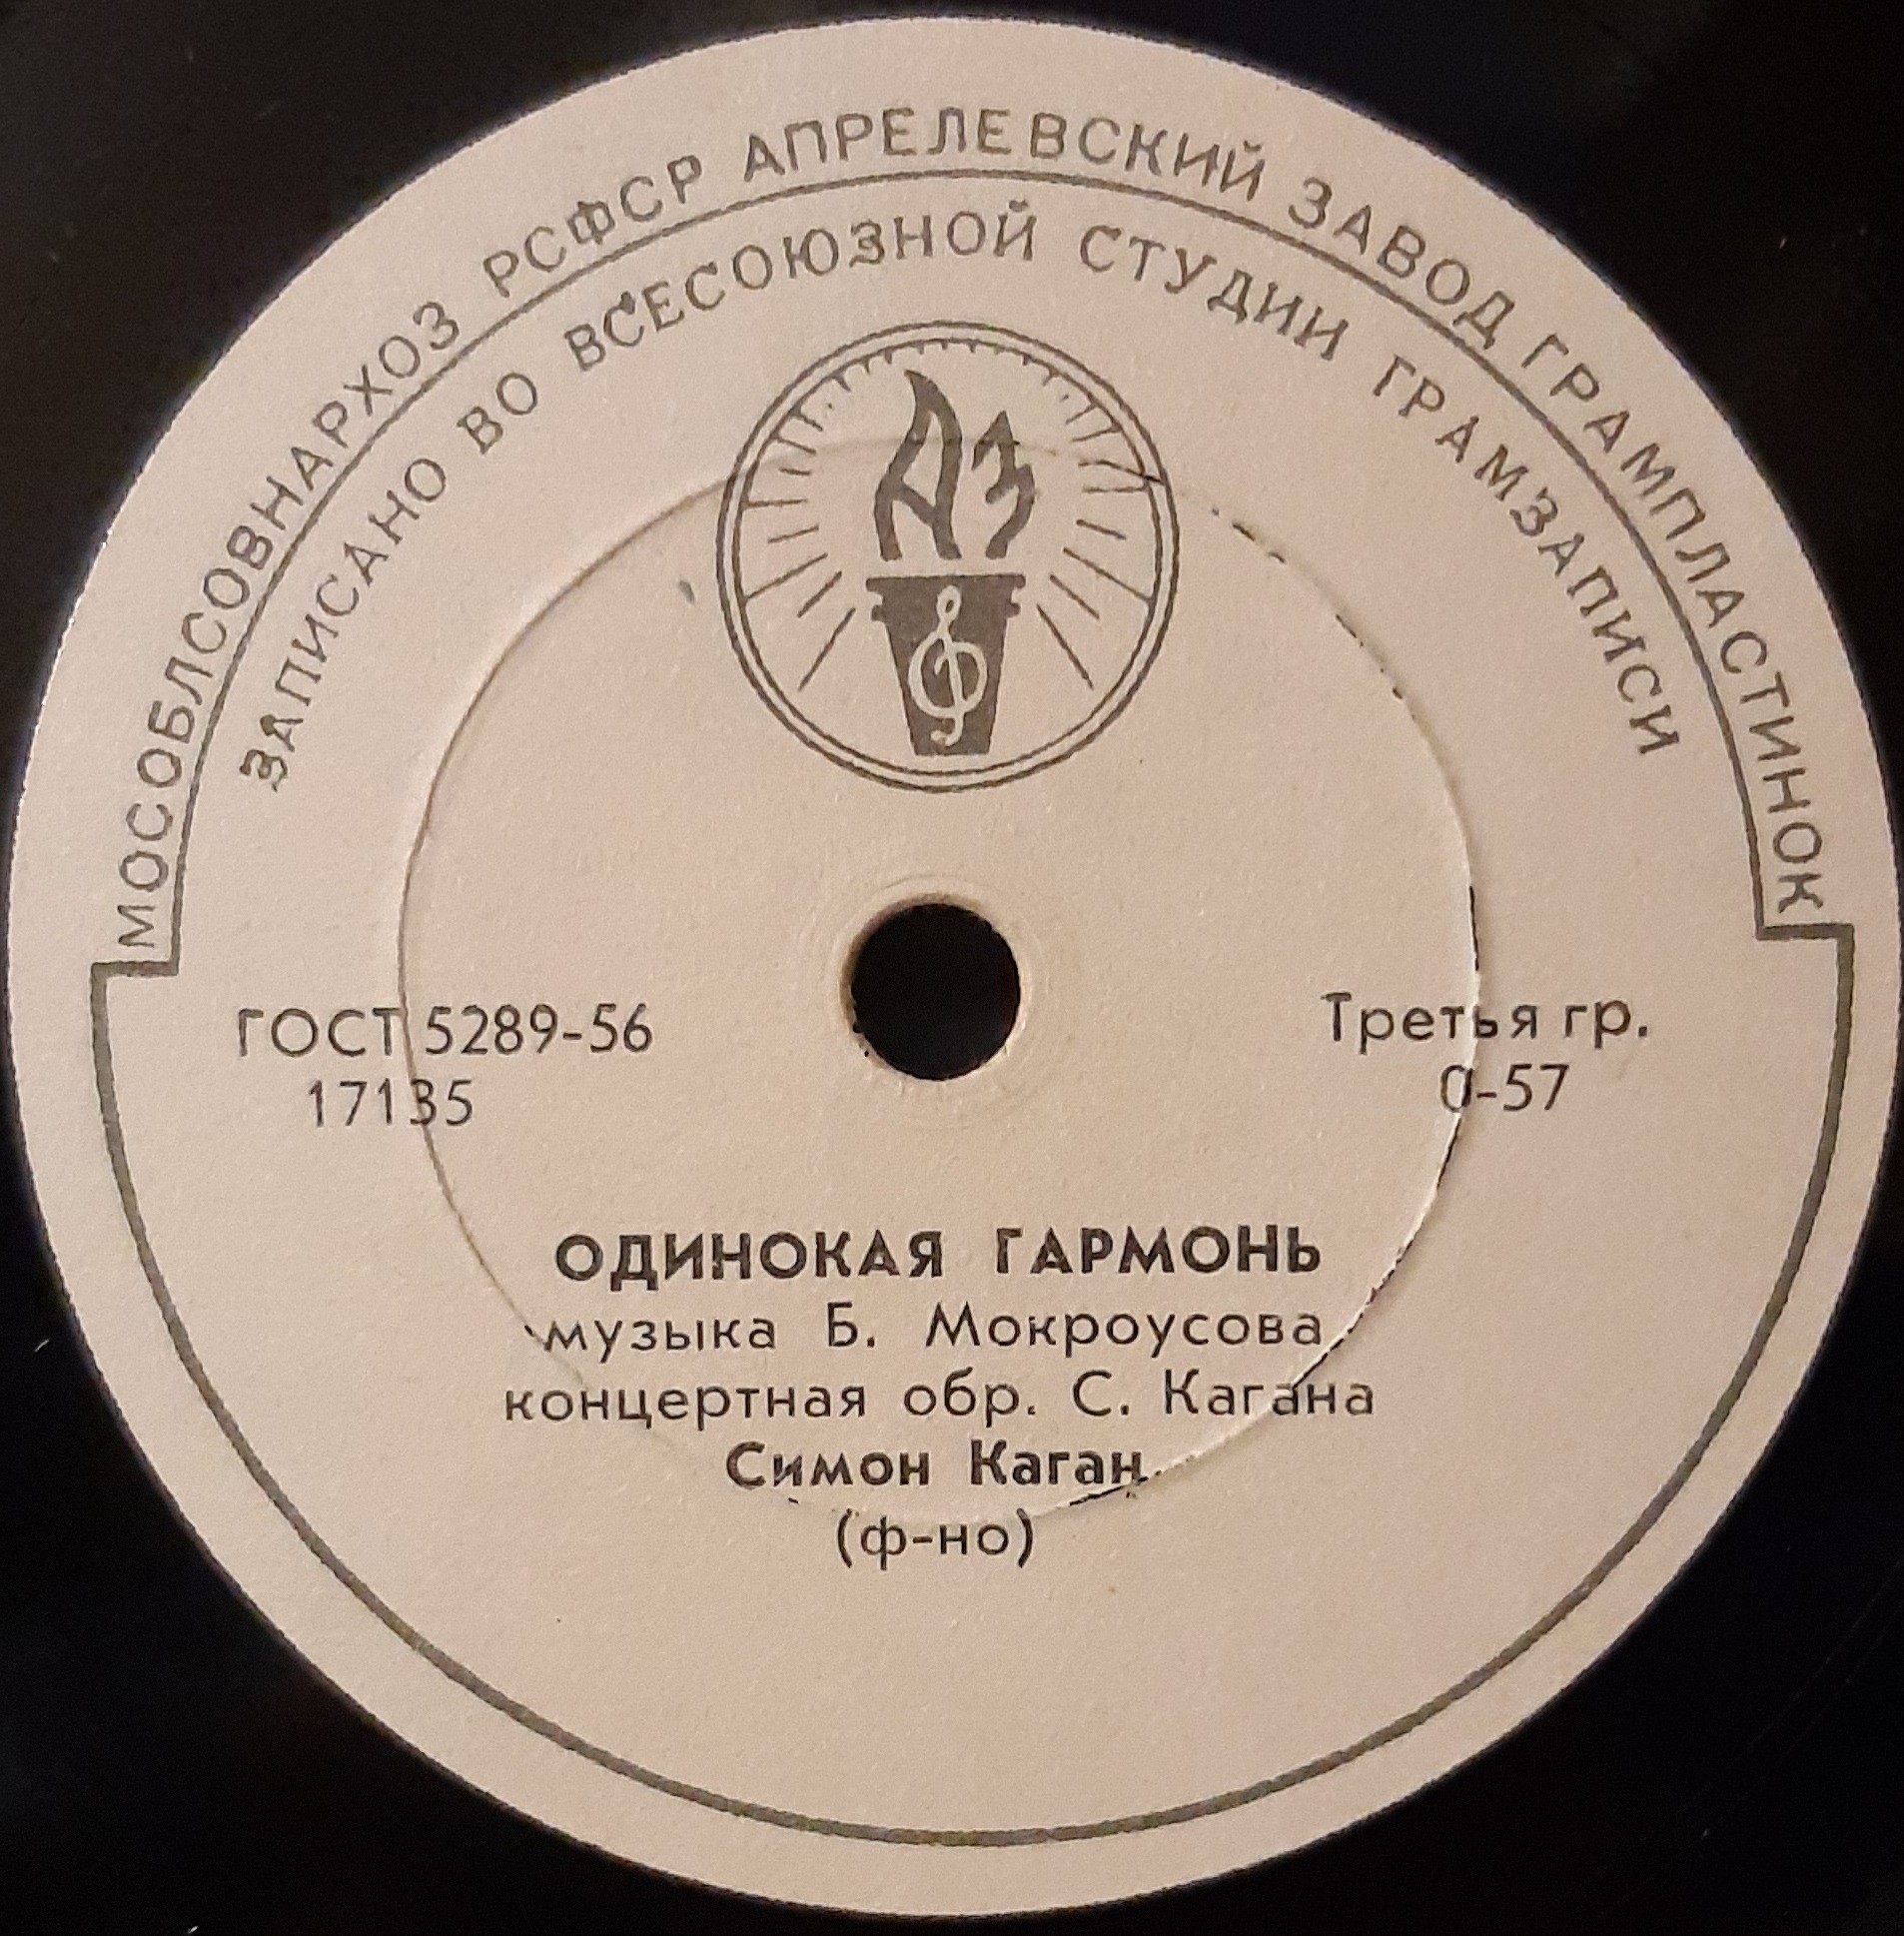 МОСОБЛСОВНАРХОЗ РСФСР АПРЕЛЕВСКИЙ ЗАВОД ГРАМПЛАСТИНОК
ЗАПИСАНО ВО ВСЕСОЮЗНОЙ СТУДИИ ГРАМЗАПИСИ
АЗ
ГОСТ 5289-56
17135
Третья гр.
0-57
ОДИНОКАЯ ГАРМОНЬ
музыка Б. Мокроусова
концертная обр. С. Кагана
Симон Каган
(ф-но)